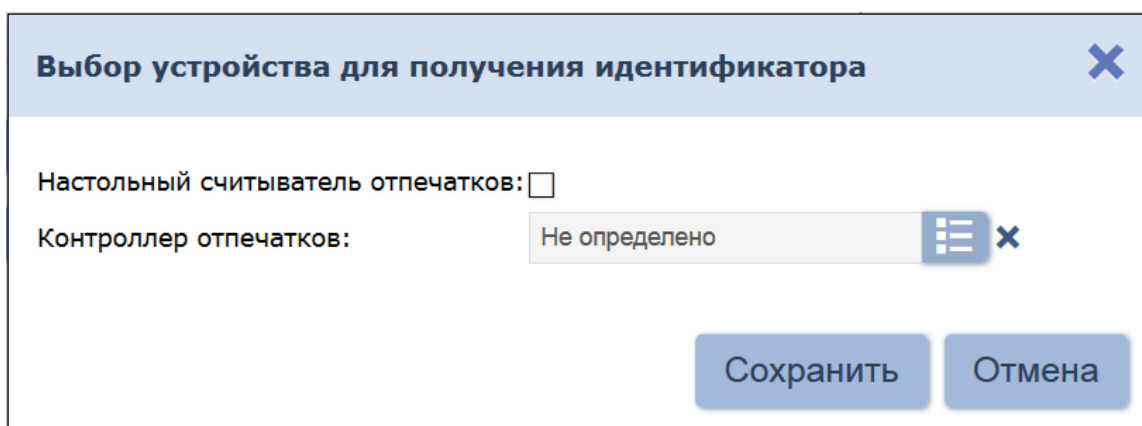 Выбор устройства для получения идентификатора
Настольный считыватель отпечатков:
Контроллер отпечатков: Не определено
Сохранить Отмена